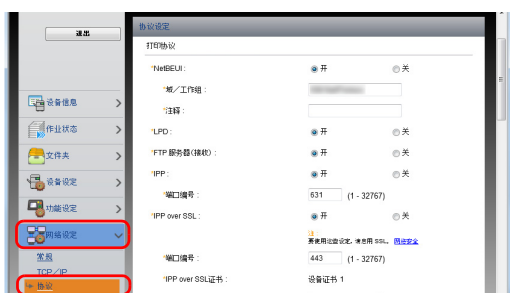 退出
设备信息
作业状态
文件夹
设备设定
功能设定
网络设定
常规
TCP/IP
协议
协议设定
打印协议
*NetBEUI : 开 关
*域／工作组 :
*注释 :
*LPD : 开 关
*FTP 服务器(接收) : 开 关
*IPP : 开 关
*端口编号 : 631 (1 - 32767)
*IPP over SSL : 开 关
注 :
要使用这些设定, 请启用 SSL。 网络安全
*端口编号 : 443 (1 - 32767)
*IPP over SSL证书 : 设备证书 1